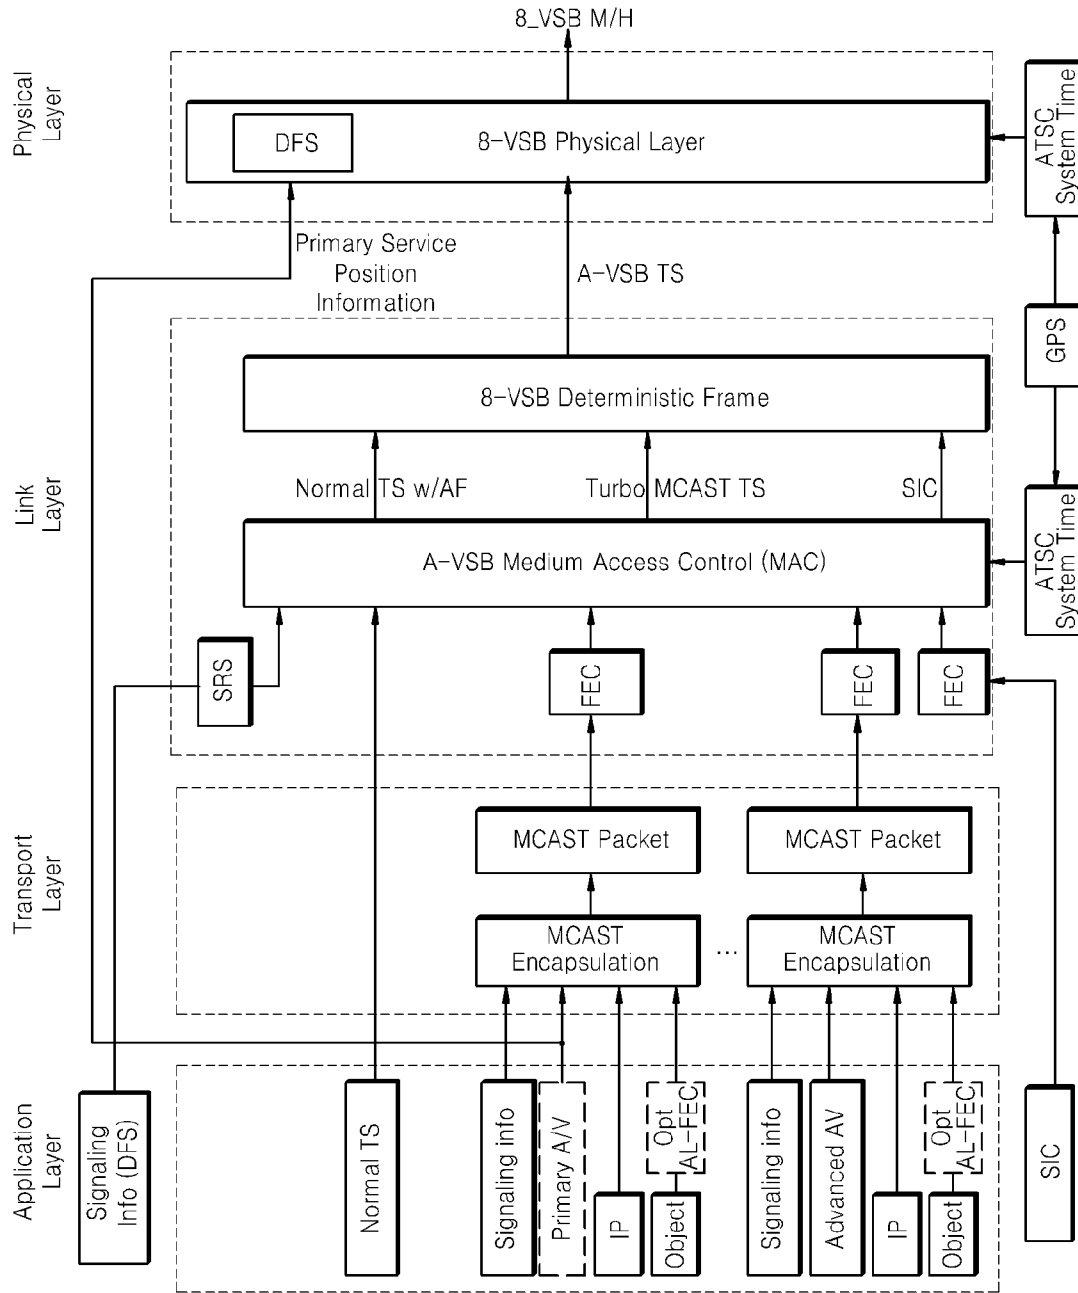 8_VSB M/H
Physical
Layer
DFS
8-VSB Physical Layer
ATSC
System Time
Primary Service
Position
Information
A-VSB TS
GPS
8-VSB Deterministic Frame
Link
Layer
Normal TS w/AF
Turbo MCAST TS
SIC
A-VSB Medium Access Control (MAC)
ATSC
System Time
SRS
FEC
FEC
FEC
Transport
Layer
MCAST Packet
MCAST Packet
MCAST
Encapsulation
...
MCAST
Encapsulation
Application
Layer
Signaling
Info (DFS)
Normal TS
Signaling info
Primary A/V
IP
Opt
AL-FEC
Object
Signaling info
Advanced AV
IP
Opt
AL-FEC
Object
SIC